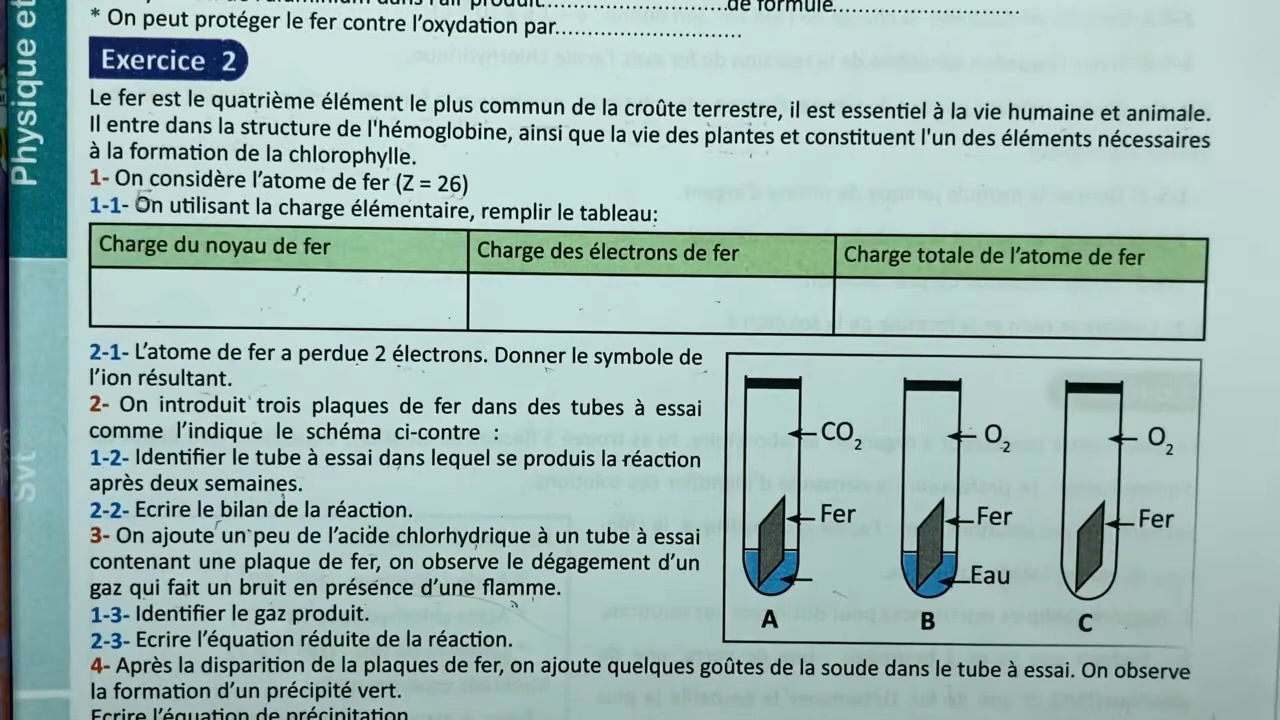 de formule
* On peut protéger le fer contre l'oxydation par............................
Physique et
Exercice 2
Le fer est le quatrième élément le plus commun de la croûte terrestre, il est essentiel à la vie humaine et animale.
Il entre dans la structure de l'hémoglobine, ainsi que la vie des plantes et constituent l'un des éléments nécessaires
à la formation de la chlorophylle.
1- On considère l'atome de fer (Z = 26)
1-1- On utilisant la charge élémentaire, remplir le tableau:
Charge du noyau de fer
Charge des électrons de fer
Charge totale de l'atome de fer
2-1- L'atome de fer a perdue 2 électrons. Donner le symbole de
l'ion résultant.
2- On introduit trois plaques de fer dans des tubes à essai
comme l'indique le schéma ci-contre :
1-2- Identifier le tube à essai dans lequel se produis la réaction
après deux semaines.
2-2- Ecrire le bilan de la réaction.
3- On ajoute un peu de l'acide chlorhydrique à un tube à essai
contenant une plaque de fer, on observe le dégagement d'un
gaz qui fait un bruit en présence d'une flamme.
1-3- Identifier le gaz produit.
2-3- Ecrire l'équation réduite de la réaction.
CO2
O2
O2
Fer
Fer
Fer
Eau
A
B
C
4- Après la disparition de la plaques de fer, on ajoute quelques goûtes de la soude dans le tube à essai. On observe
la formation d'un précipité vert.
Ecrire l'équation de précipitation
Svt